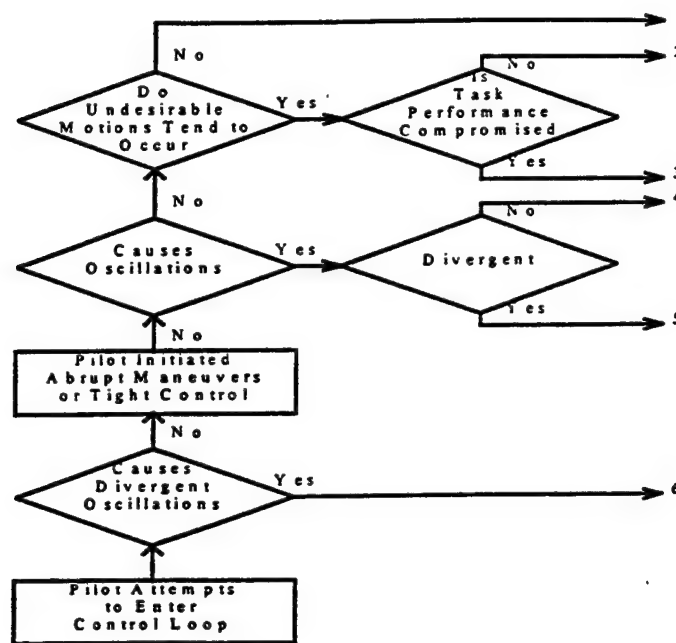 No
Do
Undesirable
Motions Tend to
Occur
Yes
No
Is
Task
Performance
Compromised
Yes
3
4
No
Causes
Oscillations
Yes
No
Divergent
Yes
5
No
Pilot Initiated
Abrupt Maneuvers
or Tight Control
No
Causes
Divergent
Oscillations
Yes
6
Pilot Attempts
to Enter
Control Loop